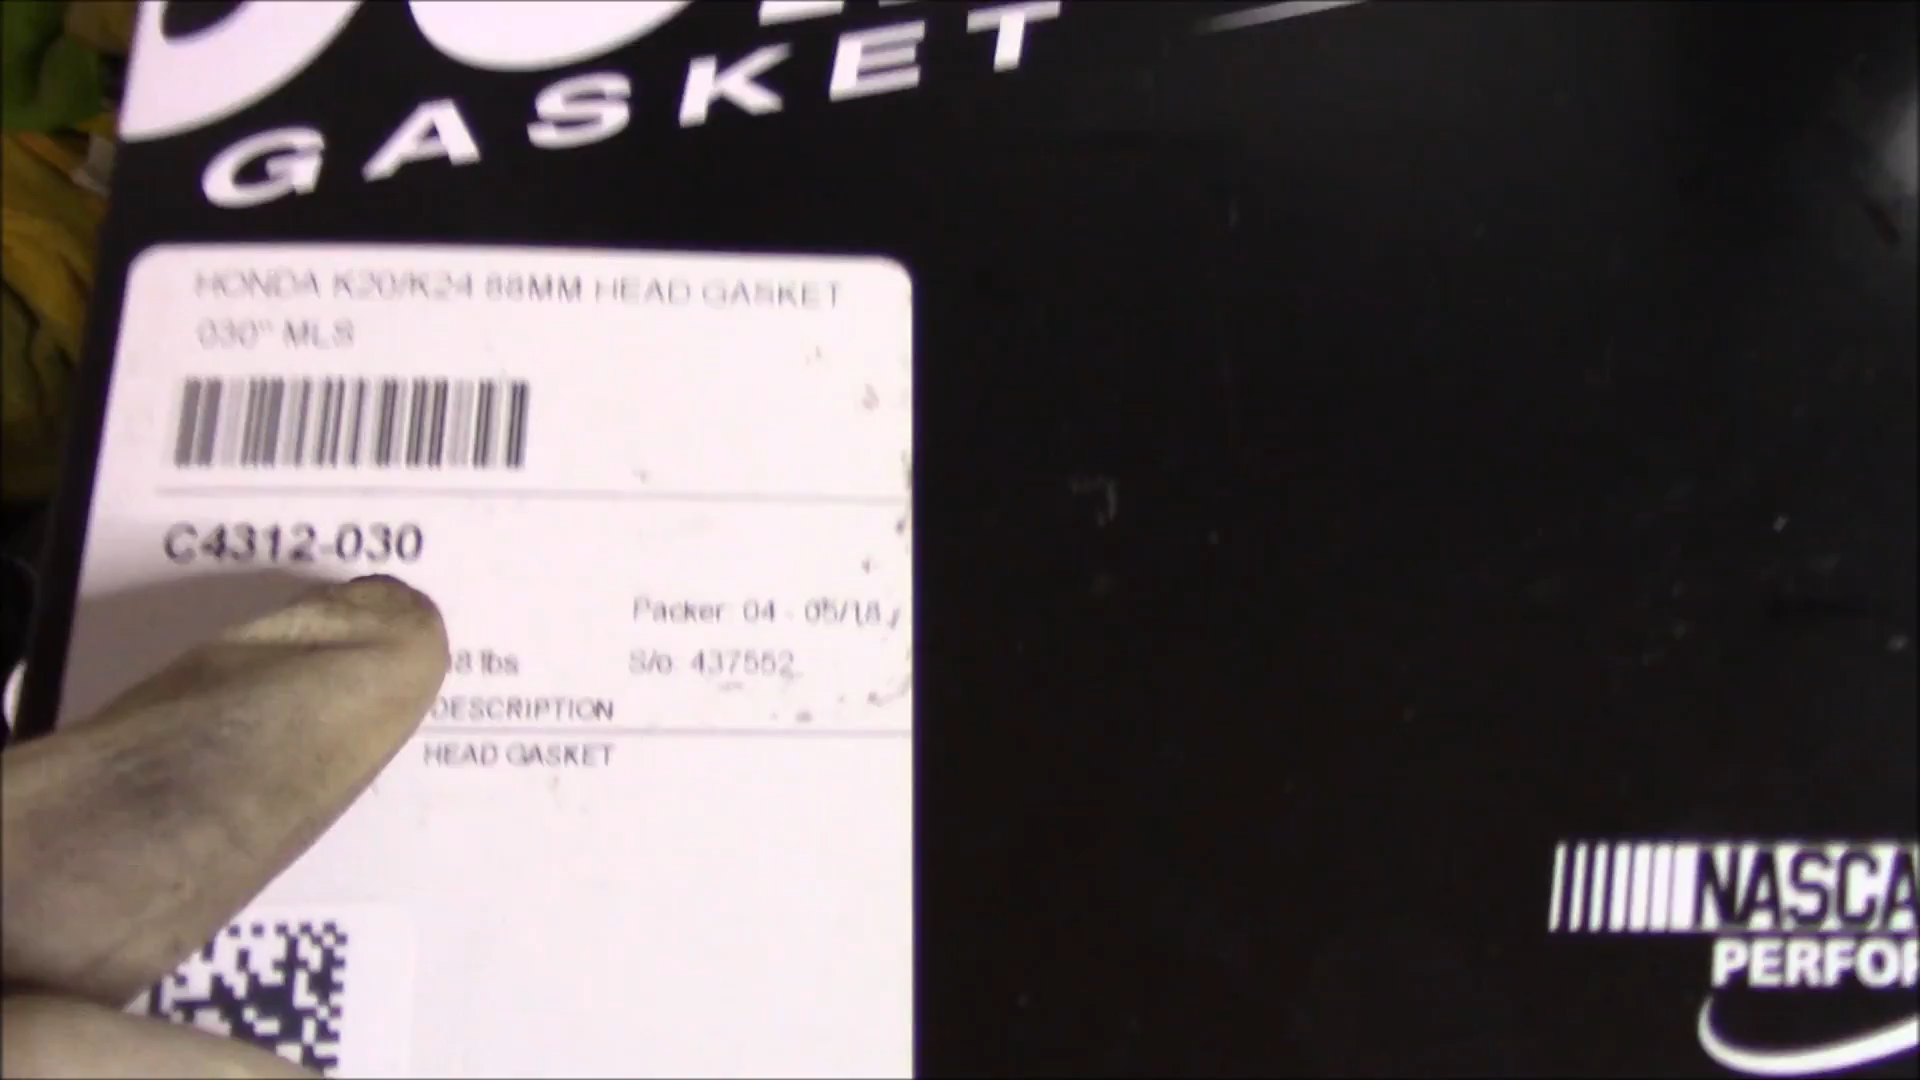 GASKET
HONDA K20/K24 88MM HEAD GASKET
.030" MLS
C4312-030
Packer: 04 - 05/18
8 lbs
S/o: 437552
DESCRIPTION
HEAD GASKET
NASCA
PERFOR